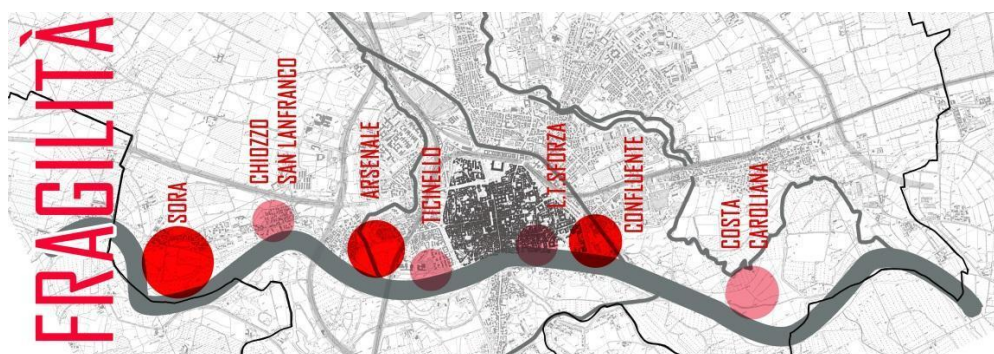 FRAGILITÀ
SORA
CHIOZZO
SAN LANFRANCO
ARSENALE
TICINELLO
L.T. SFORZA
CONFLUENTE
COSTA
CAROLIANA